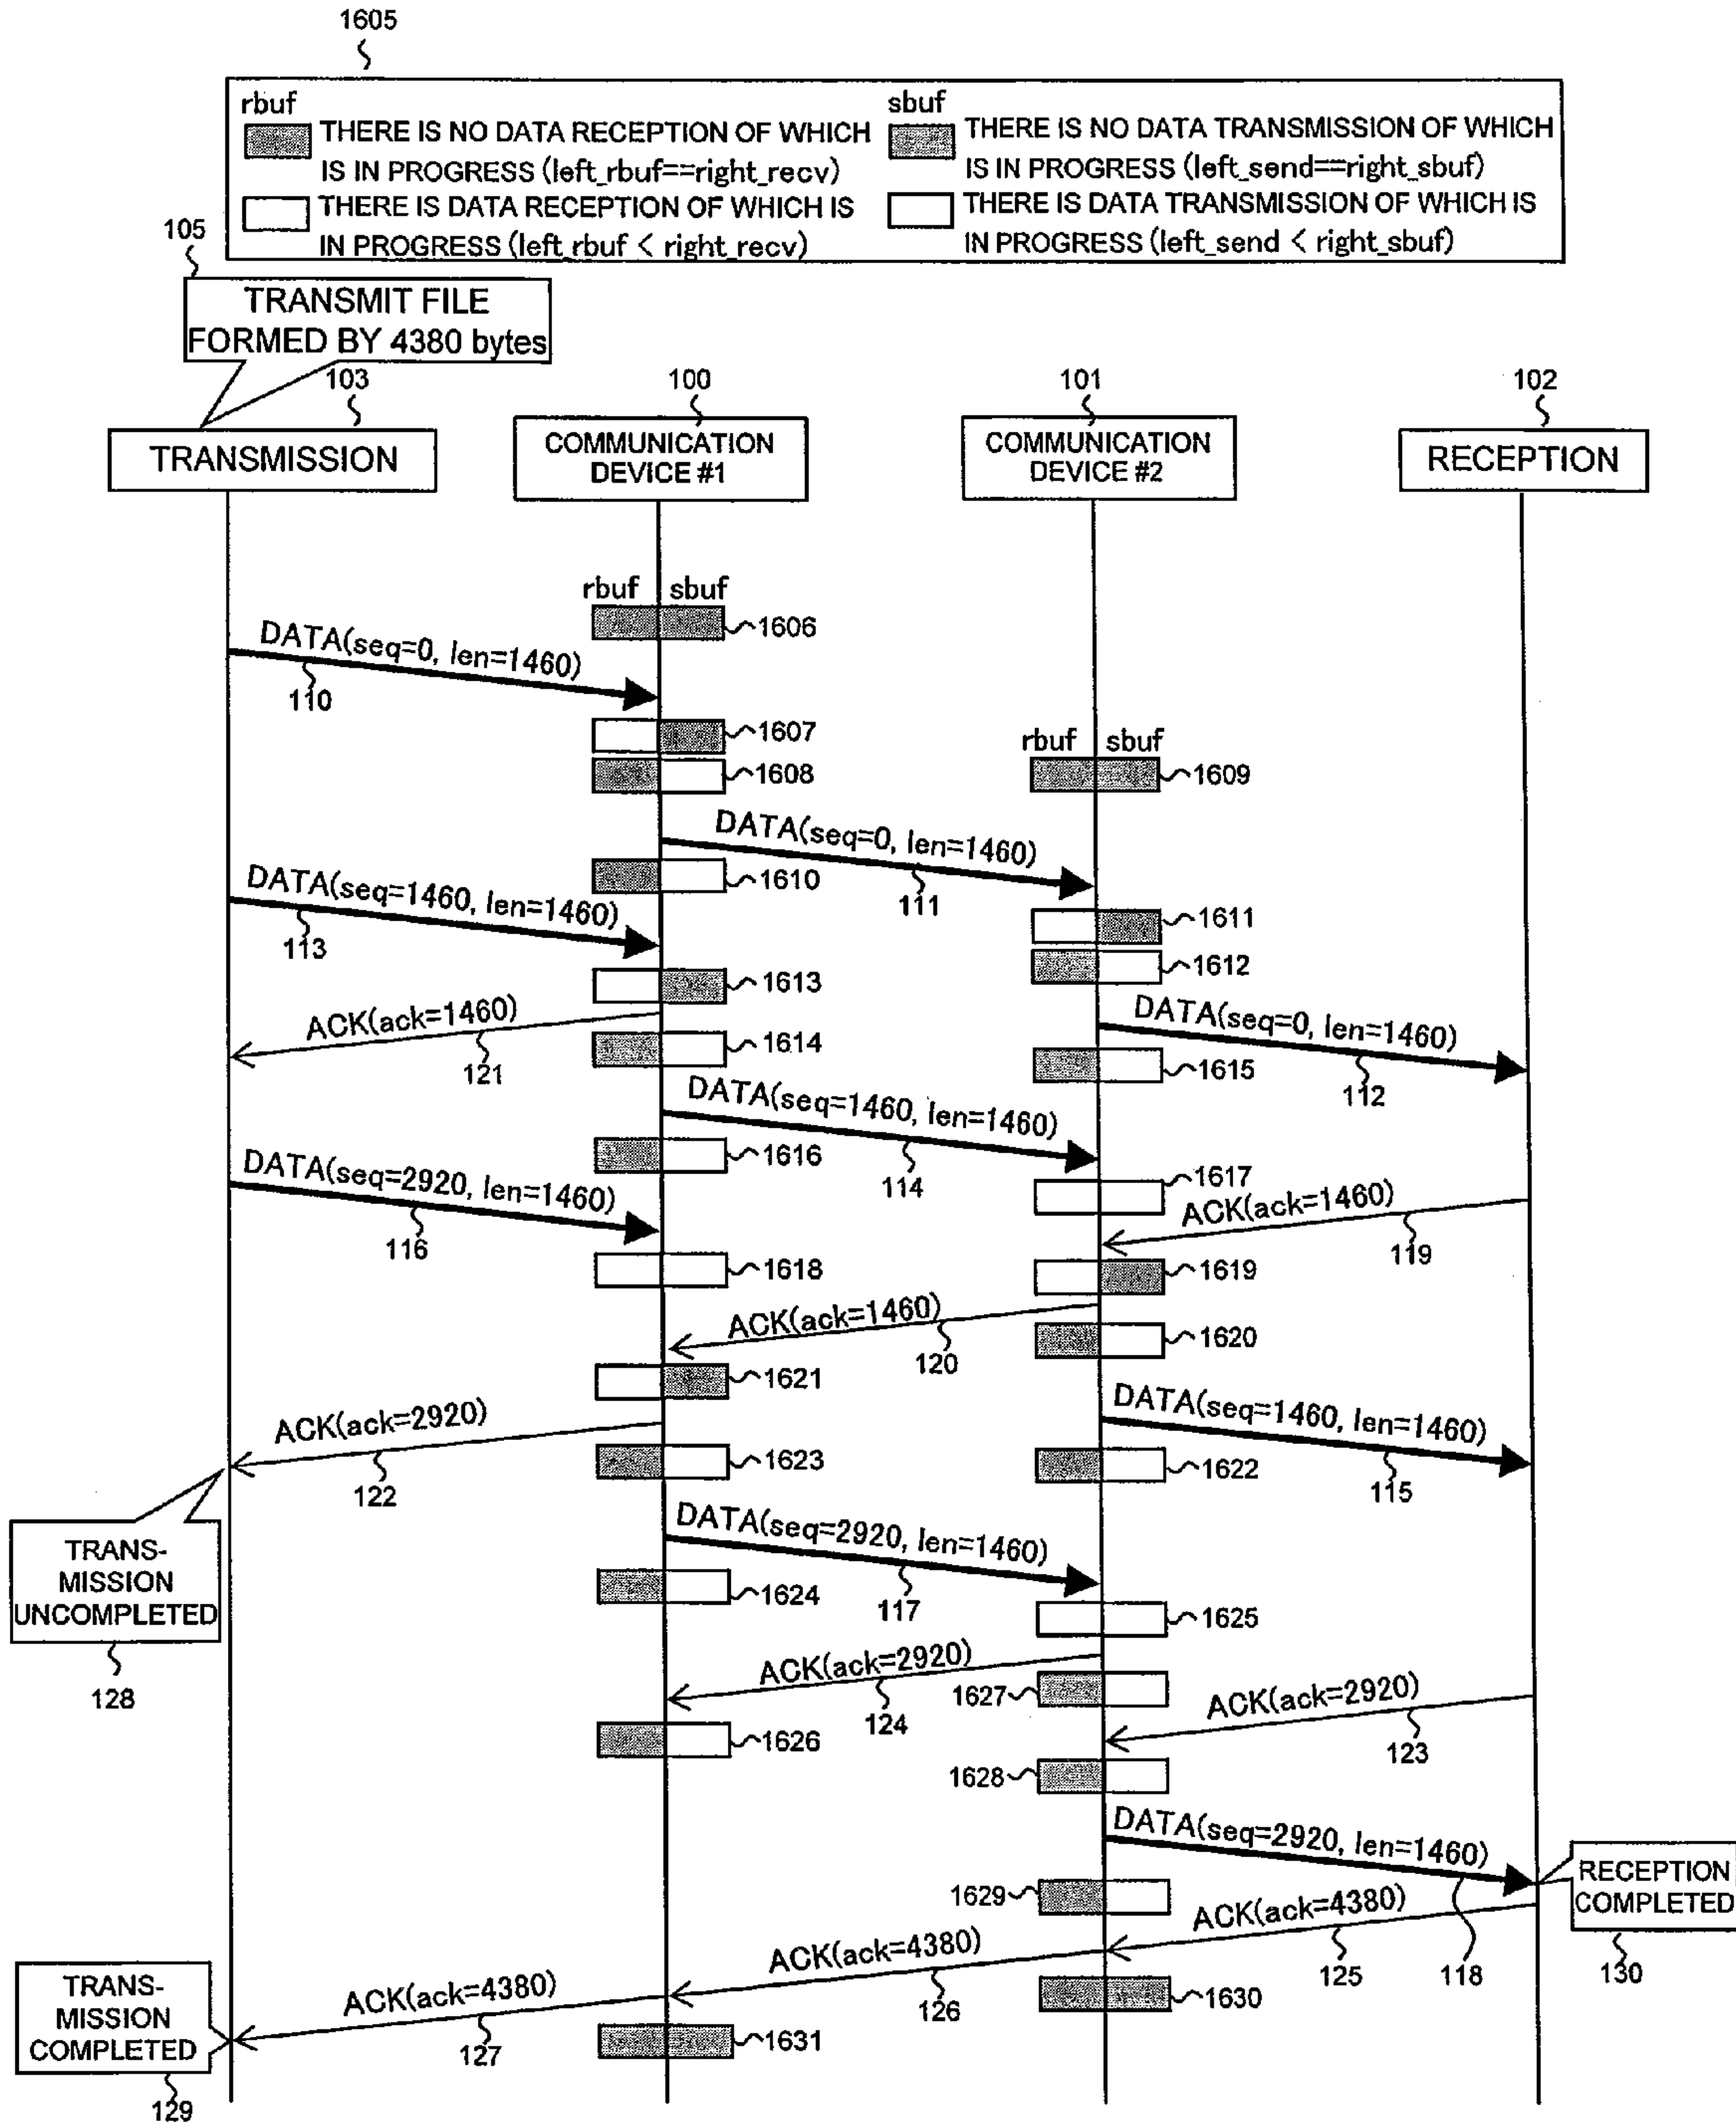 1605
rbuf
THERE IS NO DATA RECEPTION OF WHICH
IS IN PROGRESS (left_rbuf==right_recv)
THERE IS DATA RECEPTION OF WHICH IS
IN PROGRESS (left_rbuf < right_recv)
sbuf
THERE IS NO DATA TRANSMISSION OF WHICH
IS IN PROGRESS (left_send==right_sbuf)
THERE IS DATA TRANSMISSION OF WHICH IS
IN PROGRESS (left_send < right_sbuf)
105
TRANSMIT FILE
FORMED BY 4380 bytes
103
100
101
102
TRANSMISSION
COMMUNICATION
DEVICE #1
COMMUNICATION
DEVICE #2
RECEPTION
rbuf sbuf
1606
DATA(seq=0, len=1460)
110
1607
rbuf sbuf
1608
1609
DATA(seq=0, len=1460)
111
1610
DATA(seq=1460, len=1460)
113
1611
1612
1613
ACK(ack=1460)
121
DATA(seq=0, len=1460)
112
1614
1615
DATA(seq=1460, len=1460)
114
1616
DATA(seq=2920, len=1460)
116
1617
ACK(ack=1460)
119
1618
1619
ACK(ack=1460)
120
1620
1621
DATA(seq=1460, len=1460)
115
ACK(ack=2920)
122
1623
1622
TRANS-
MISSION
UNCOMPLETED
128
DATA(seq=2920, len=1460)
117
1624
1625
ACK(ack=2920)
124
1627
ACK(ack=2920)
123
1626
1628
DATA(seq=2920, len=1460)
118
RECEPTION
COMPLETED
130
1629
ACK(ack=4380)
125
ACK(ack=4380)
126
1630
ACK(ack=4380)
127
1631
TRANS-
MISSION
COMPLETED
129